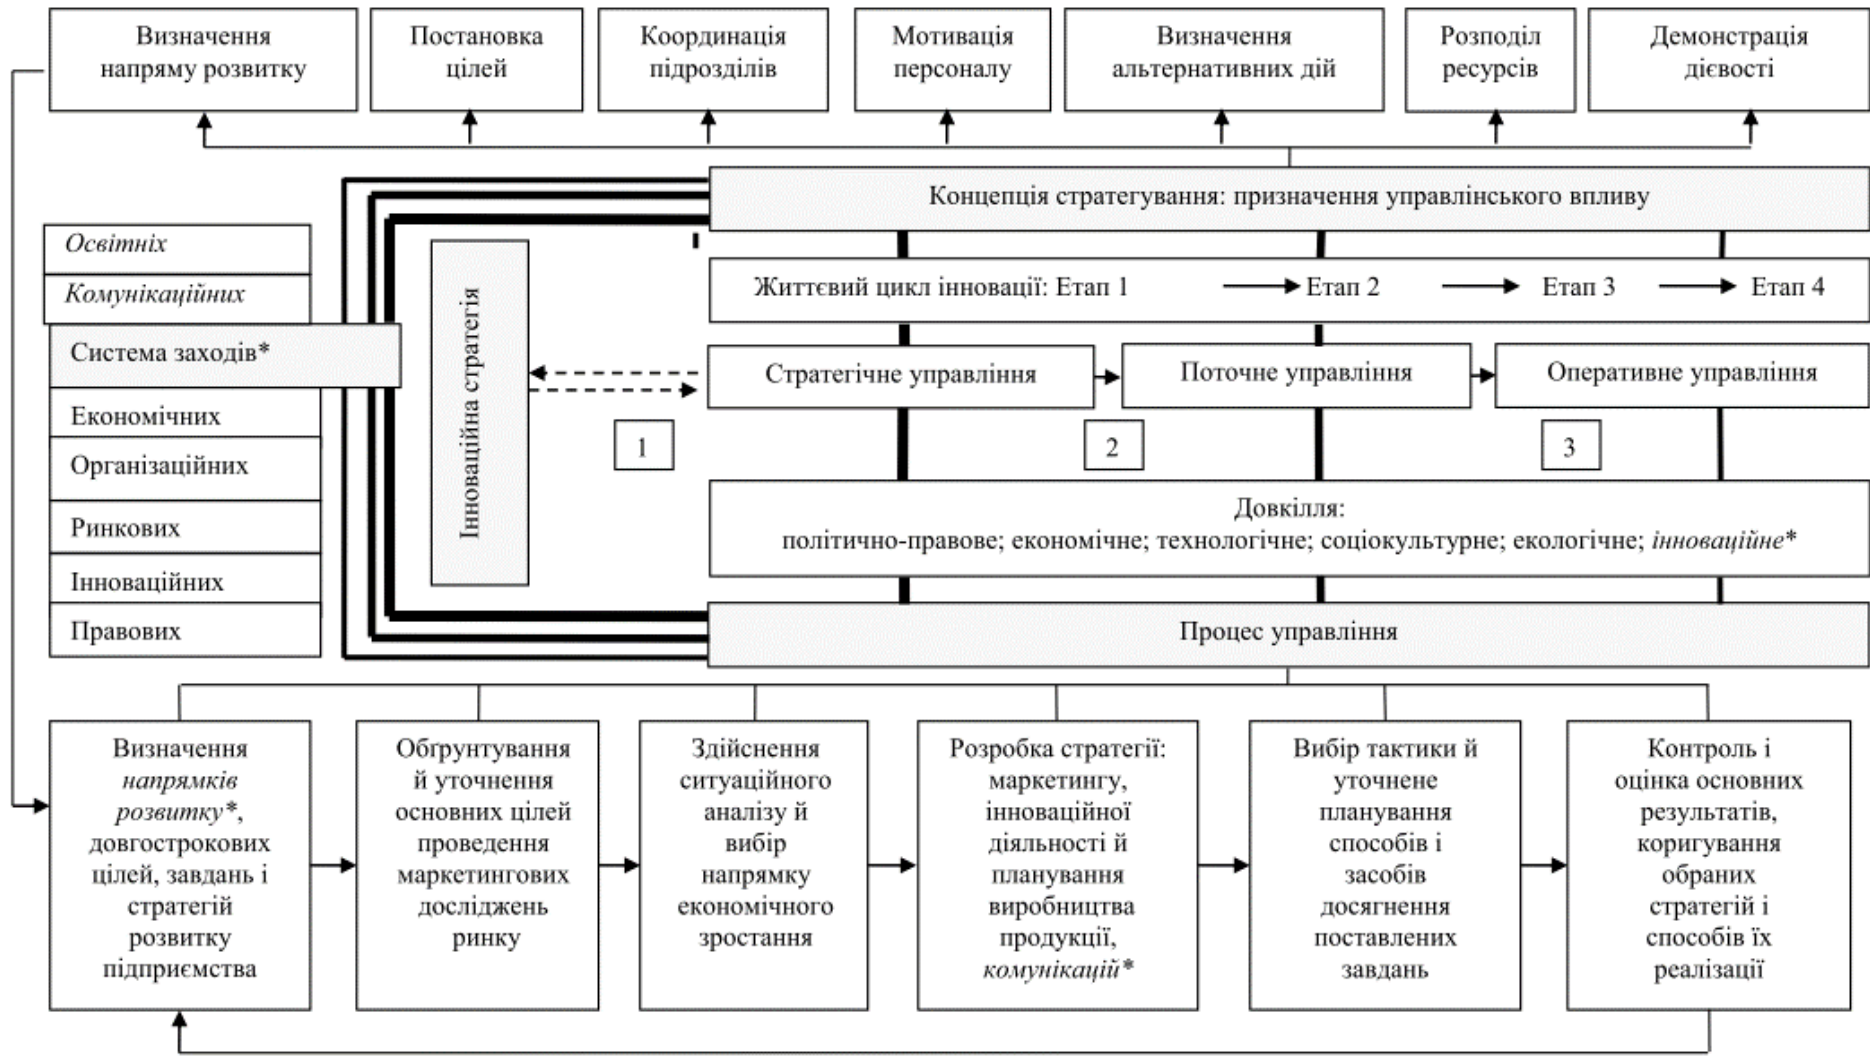 Визначення
напряму розвитку
Постановка
цілей
Координація
підрозділів
Мотивація
персоналу
Визначення
альтернативних дій
Розподіл
ресурсів
Демонстрація
дієвості
Концепція стратегування: призначення управлінського впливу
Освітніх
Комунікаційних
Система заходів*
Економічних
Організаційних
Ринкових
Інноваційних
Правових
Інноваційна стратегія
Життєвий цикл інновації: Етап 1
Етап 2
Етап 3
Етап 4
Стратегічне управління
Поточне управління
Оперативне управління
1
2
3
Довкілля:
політично-правове; економічне; технологічне; соціокультурне; екологічне; інноваційне*
Процес управління
Визначення
напрямків
розвитку*,
довгострокових
цілей, завдань і
стратегій
розвитку
підприємства
Обґрунтування
й уточнення
основних цілей
проведення
маркетингових
досліджень
ринку
Здійснення
ситуаційного
аналізу й
вибір
напрямку
економічного
зростання
Розробка стратегії:
маркетингу,
інноваційної
діяльності й
планування
виробництва
продукції,
комунікацій*
Вибір тактики й
уточнене
планування
способів і
засобів
досягнення
поставлених
завдань
Контроль і
оцінка основних
результатів,
коригування
обраних
стратегій і
способів їх
реалізації